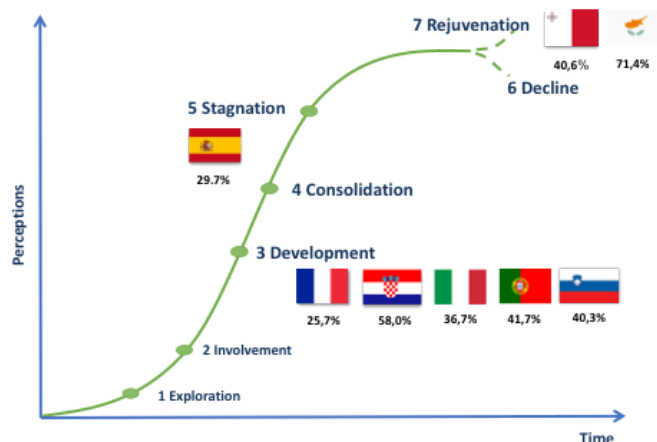 7 Rejuvenation
40,6%
71,4%
6 Decline
5 Stagnation
29.7%
4 Consolidation
3 Development
25,7%
58,0%
36,7%
41,7%
40,3%
2 Involvement
1 Exploration
Perceptions
Time